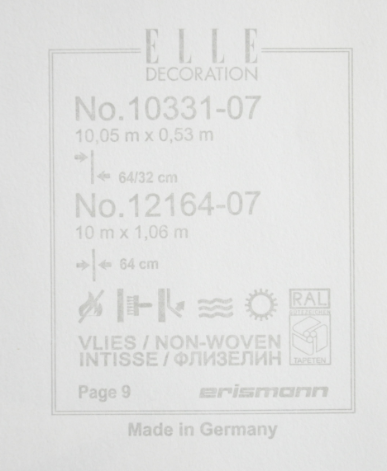 ELLE
DECORATION
No.10331-07
10,05 m x 0,53 m
64/32 cm
No.12164-07
10 m x 1,06 m
64 cm
RAL
VLIES / NON-WOVEN
INTISSE / ФЛИЗЕЛИН
TAPETEN
Page 9
erismann
Made in Germany